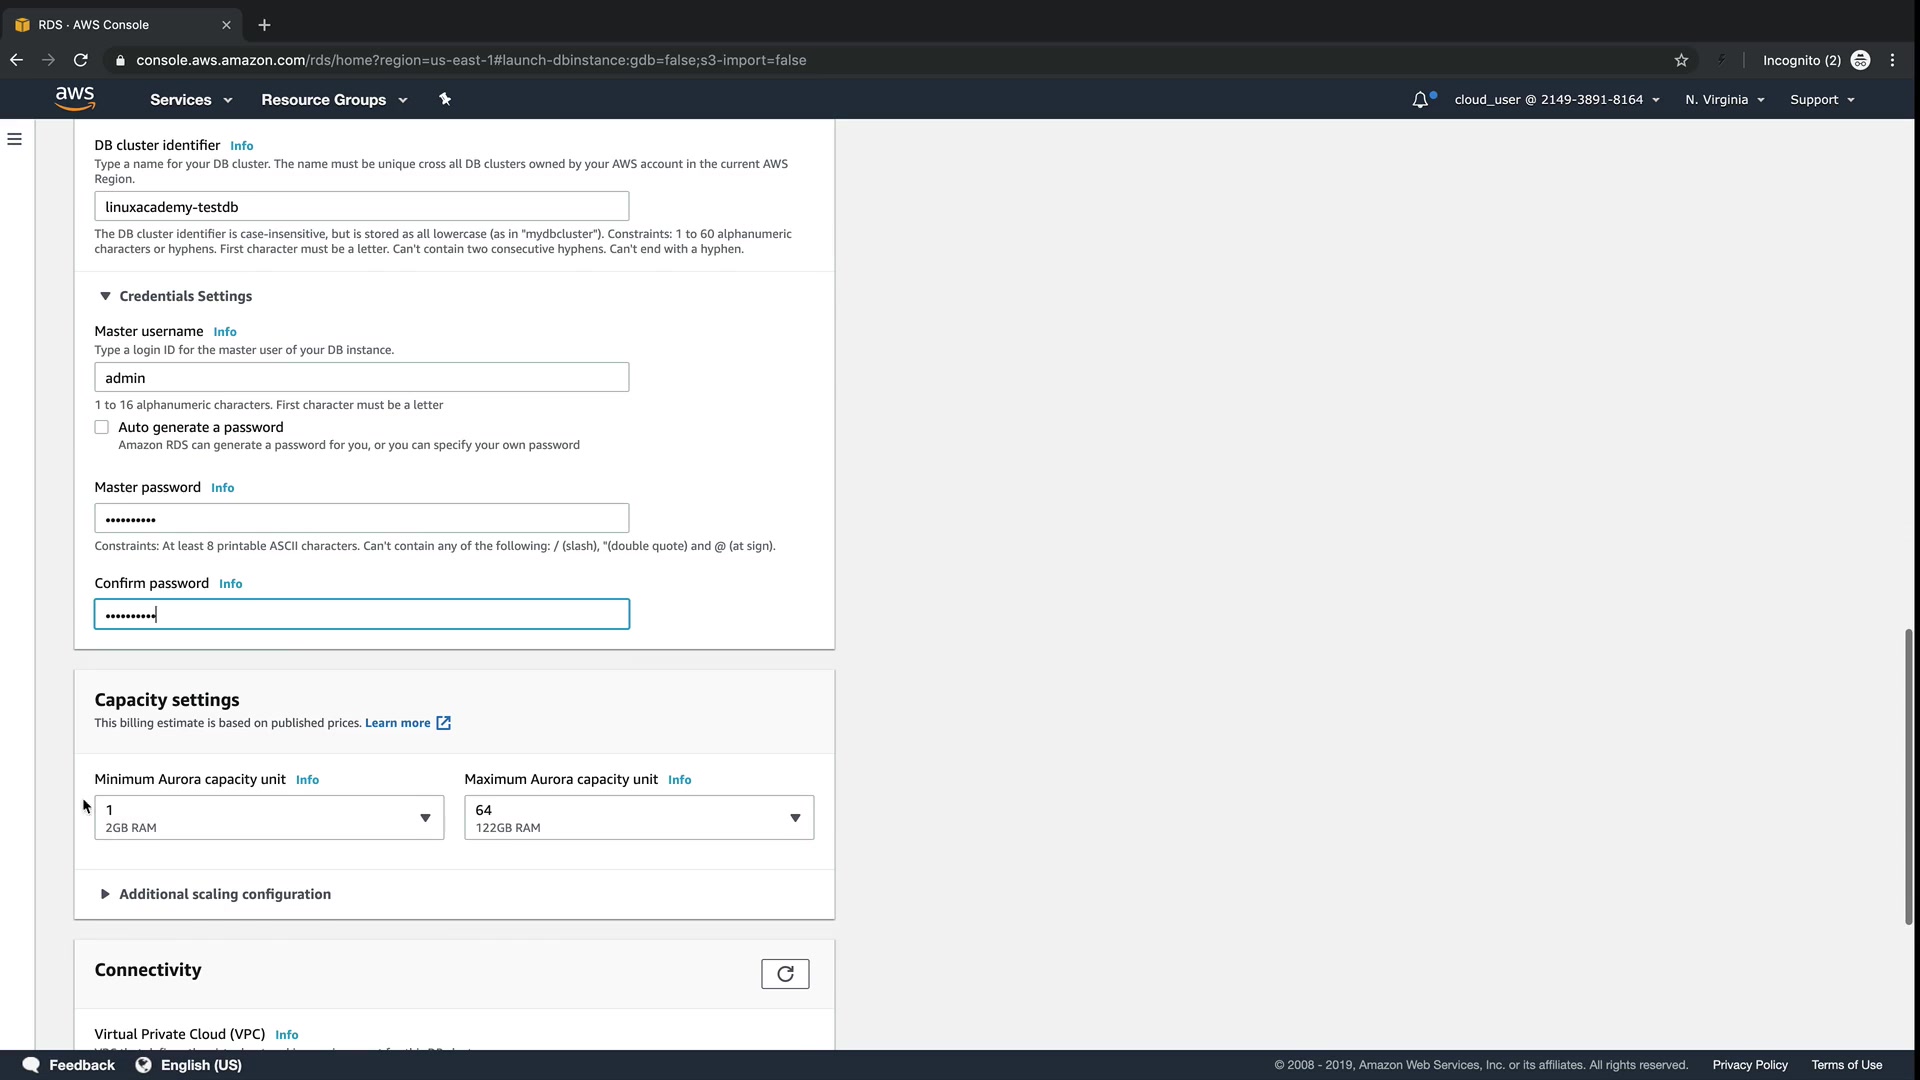 RDS · AWS Console
console.aws.amazon.com/rds/home?region=us-east-1#launch-dbinstance:gdb=false;s3-import=false
Incognito (2)
aws
Services
Resource Groups
cloud_user @ 2149-3891-8164
N. Virginia
Support
DB cluster identifier Info
Type a name for your DB cluster. The name must be unique cross all DB clusters owned by your AWS account in the current AWS
Region.
linuxacademy-testdb
The DB cluster identifier is case-insensitive, but is stored as all lowercase (as in "mydbcluster"). Constraints: 1 to 60 alphanumeric
characters or hyphens. First character must be a letter. Can't contain two consecutive hyphens. Can't end with a hyphen.
Credentials Settings
Master username Info
Type a login ID for the master user of your DB instance.
admin
1 to 16 alphanumeric characters. First character must be a letter
Auto generate a password
Amazon RDS can generate a password for you, or you can specify your own password
Master password Info
••••••••••
Constraints: At least 8 printable ASCII characters. Can't contain any of the following: / (slash), "(double quote) and @ (at sign).
Confirm password Info
••••••••••
Capacity settings
This billing estimate is based on published prices. Learn more
Minimum Aurora capacity unit Info
Maximum Aurora capacity unit Info
1
2GB RAM
64
122GB RAM
Additional scaling configuration
Connectivity
Virtual Private Cloud (VPC) Info
Feedback
English (US)
© 2008 - 2019, Amazon Web Services, Inc. or its affiliates. All rights reserved.
Privacy Policy
Terms of Use